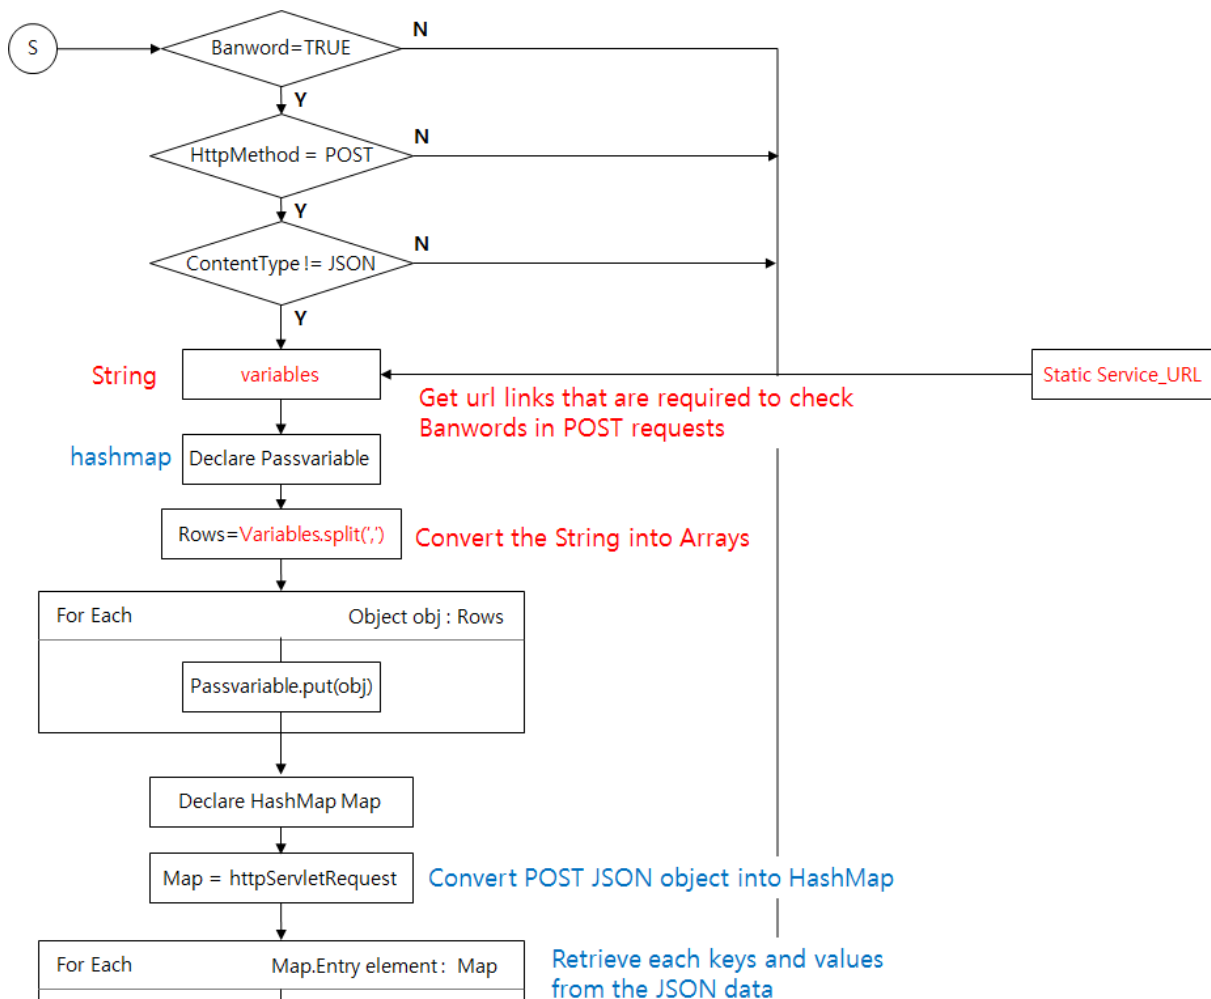 S
Banword=TRUE
N
Y
HttpMethod = POST
N
Y
ContentType != JSON
N
Y
String
variables
Static Service_URL
Get url links that are required to check
Banwords in POST requests
hashmap
Declare Passvariable
Rows=Variables.split(',')
Convert the String into Arrays
For Each
Object obj : Rows
Passvariable.put(obj)
Declare HashMap Map
Map = httpServletRequest
Convert POST JSON object into HashMap
For Each
Map.Entry element : Map
Retrieve each keys and values
from the JSON data